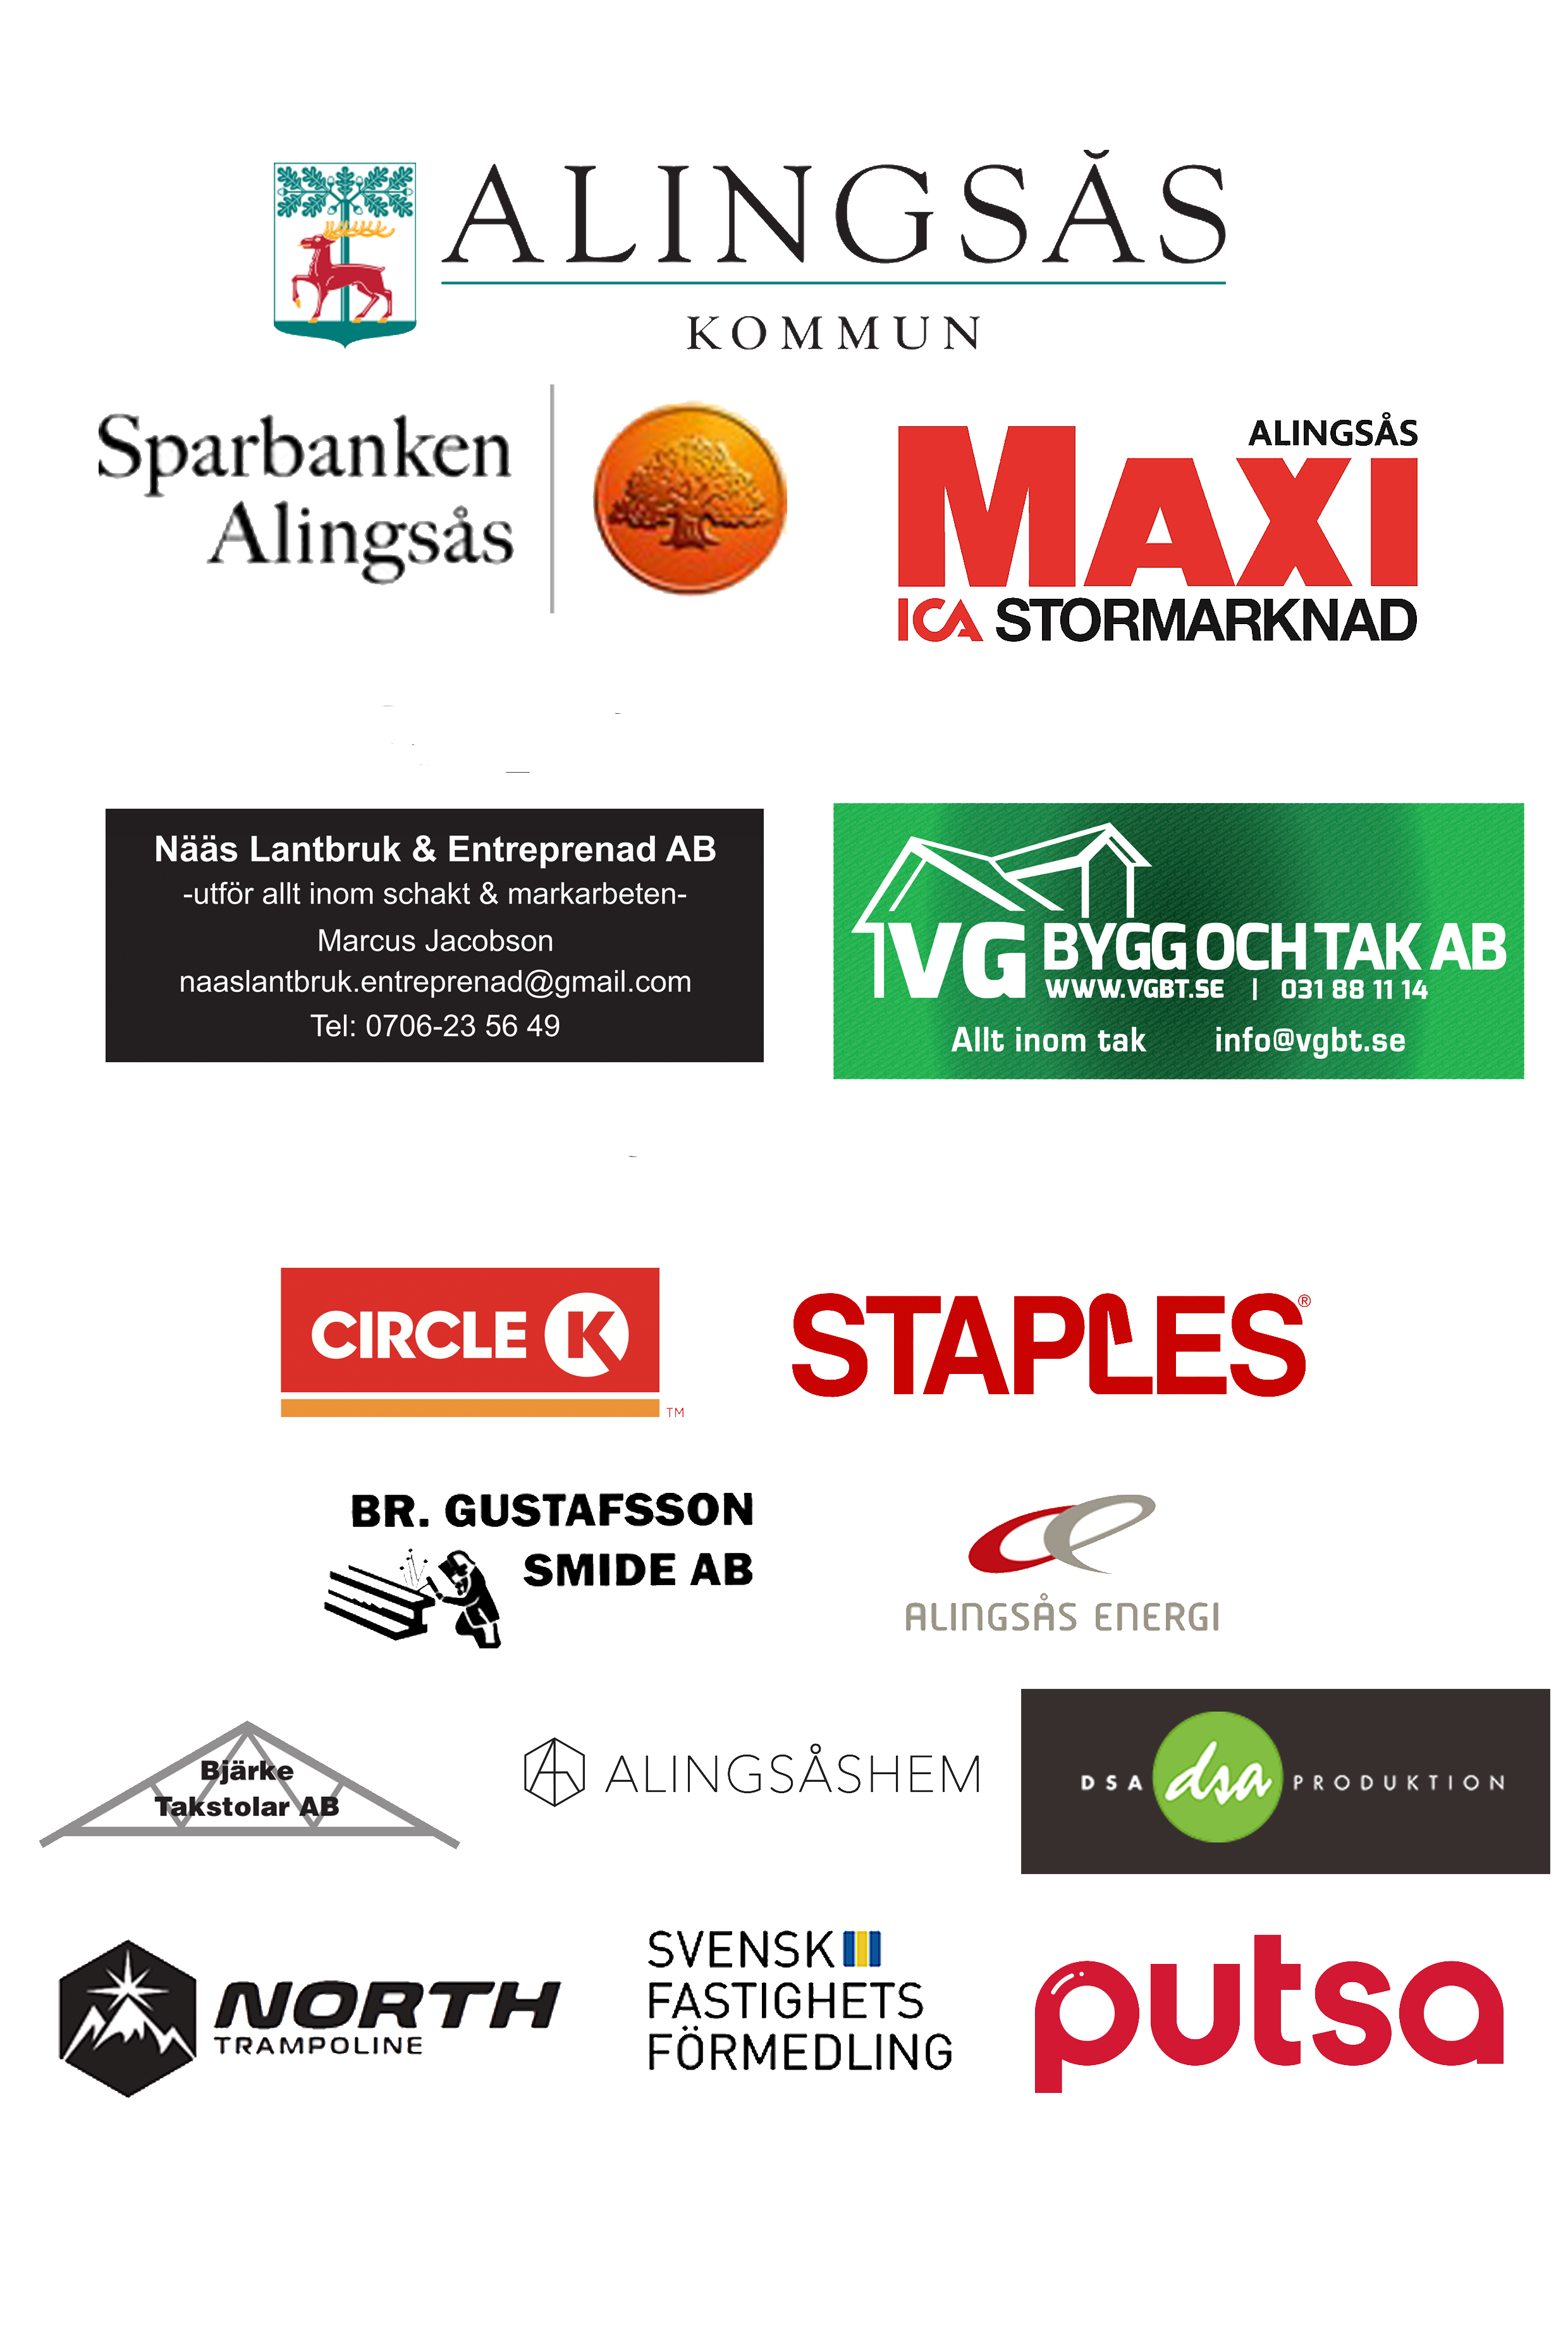 ALINGSÅS
KOMMUN
Sparbanken
Alingsås
ALINGSÅS
MAXI
ICA STORMARKNAD
Nääs Lantbruk & Entreprenad AB
-utför allt inom schakt & markarbeten-
Marcus Jacobson
naaslantbruk.entreprenad@gmail.com
Tel: 0706-23 56 49
VG BYGG OCH TAK AB
WWW.VGBT.SE | 031 88 11 14
Allt inom tak info@vgbt.se
CIRCLE K
TM
STAPLES®
BR. GUSTAFSSON
SMIDE AB
ALINGSÅS ENERGI
Bjärke
Takstolar AB
ALINGSÅSHEM
DSA dsa PRODUKTION
NORTH
TRAMPOLINE
SVENSK
FASTIGHETS
FÖRMEDLING
putsa